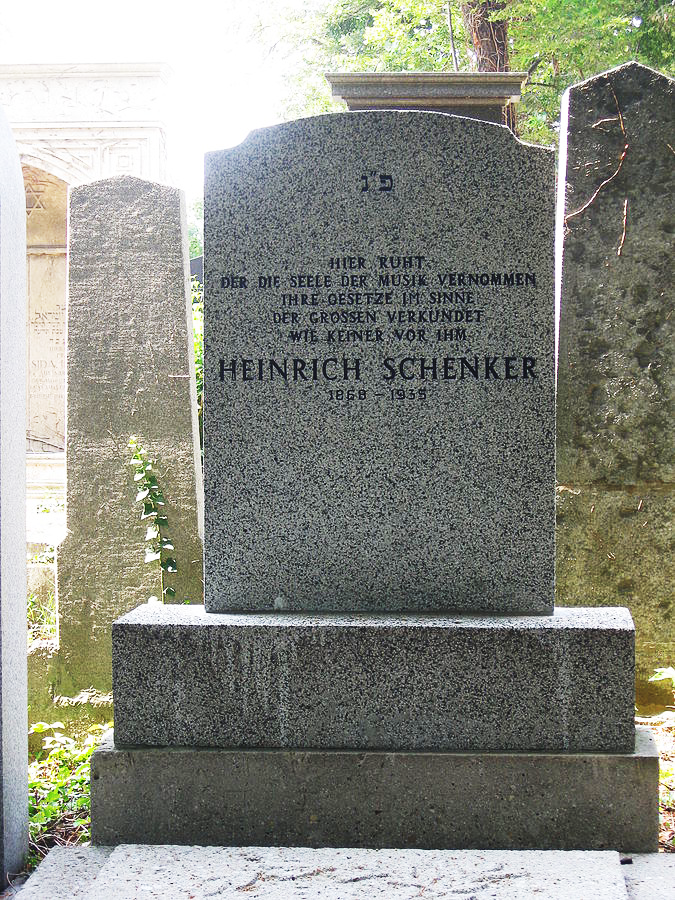 פ״נ
HIER RUHT
DER DIE SEELE DER MUSIK VERNOMMEN
IHRE GESETZE IM SINNE
DER GROSSEN VERKUNDET
WIE KEINER VOR IHM
HEINRICH SCHENKER
1868 - 1935